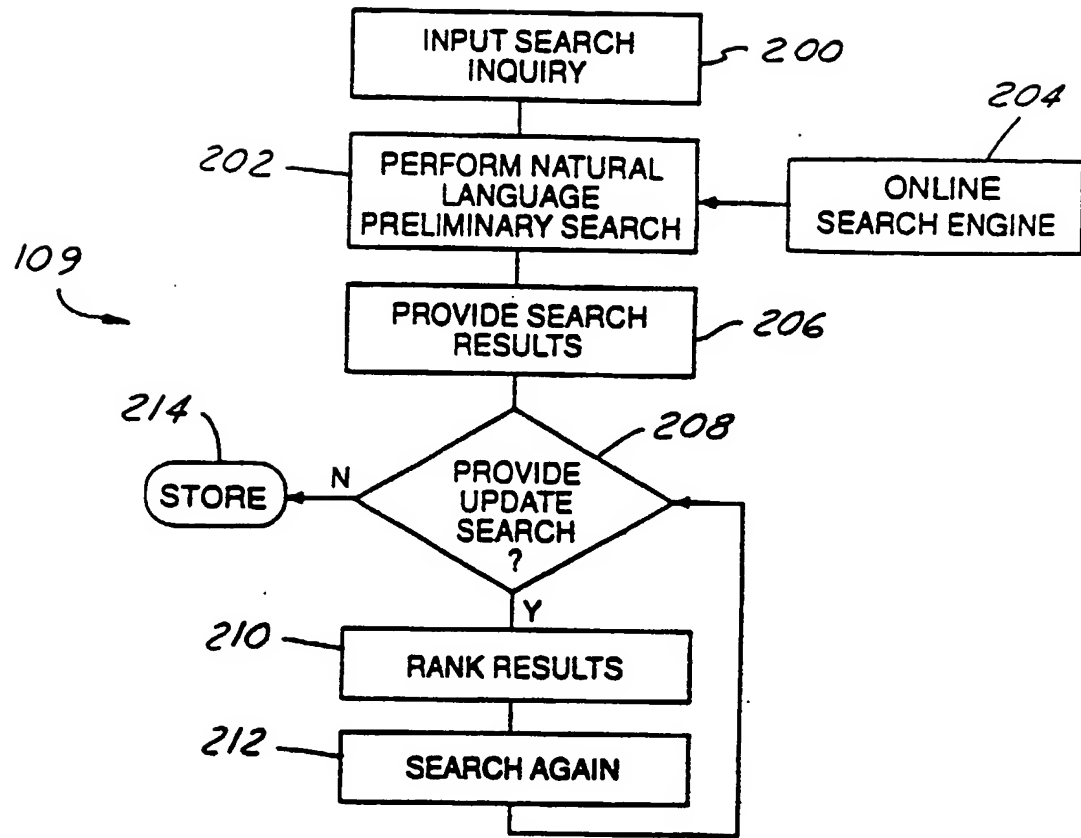 INPUT SEARCH
INQUIRY
200
204
202
PERFORM NATURAL
LANGUAGE
PRELIMINARY SEARCH
ONLINE
SEARCH ENGINE
109
PROVIDE SEARCH
RESULTS
206
214
208
STORE
N
PROVIDE
UPDATE
SEARCH
?
Y
210
RANK RESULTS
212
SEARCH AGAIN